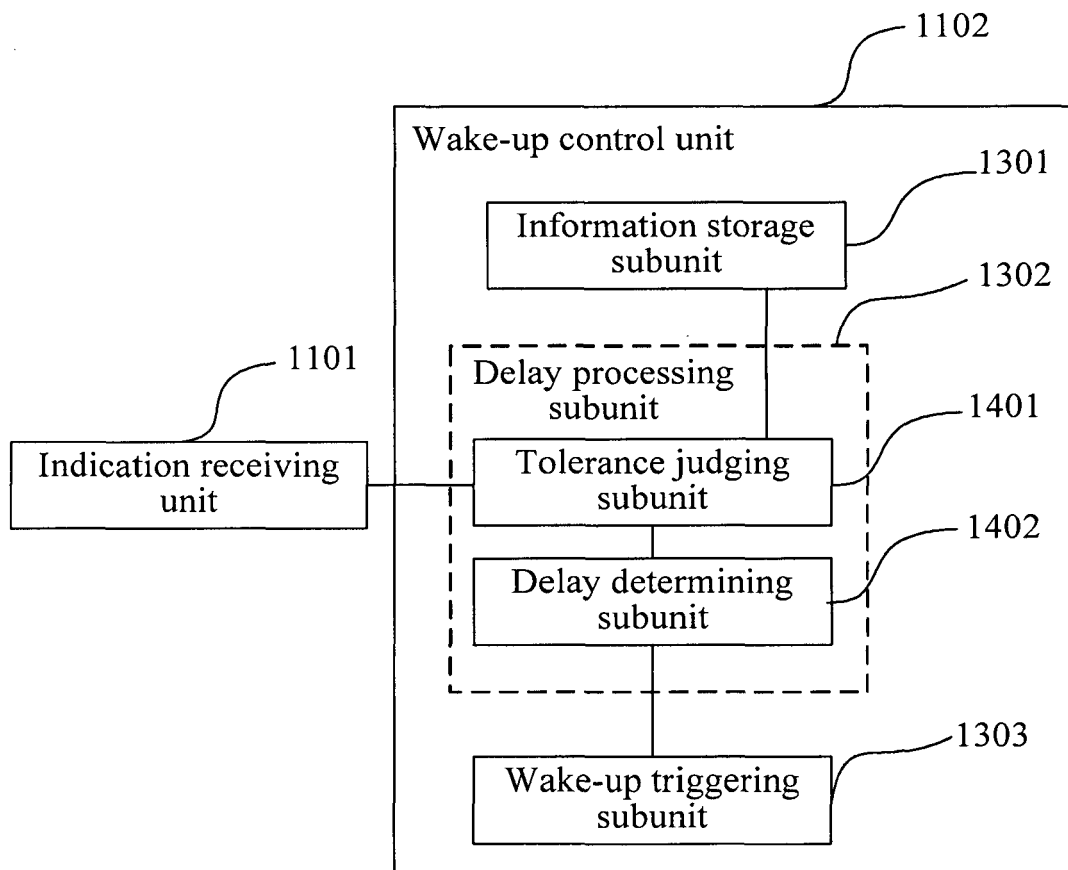 1102
Wake-up control unit
1301
Information storage
subunit
1302
1101
Delay processing
subunit
1401
Indication receiving
unit
Tolerance judging
subunit
1402
Delay determining
subunit
1303
Wake-up triggering
subunit